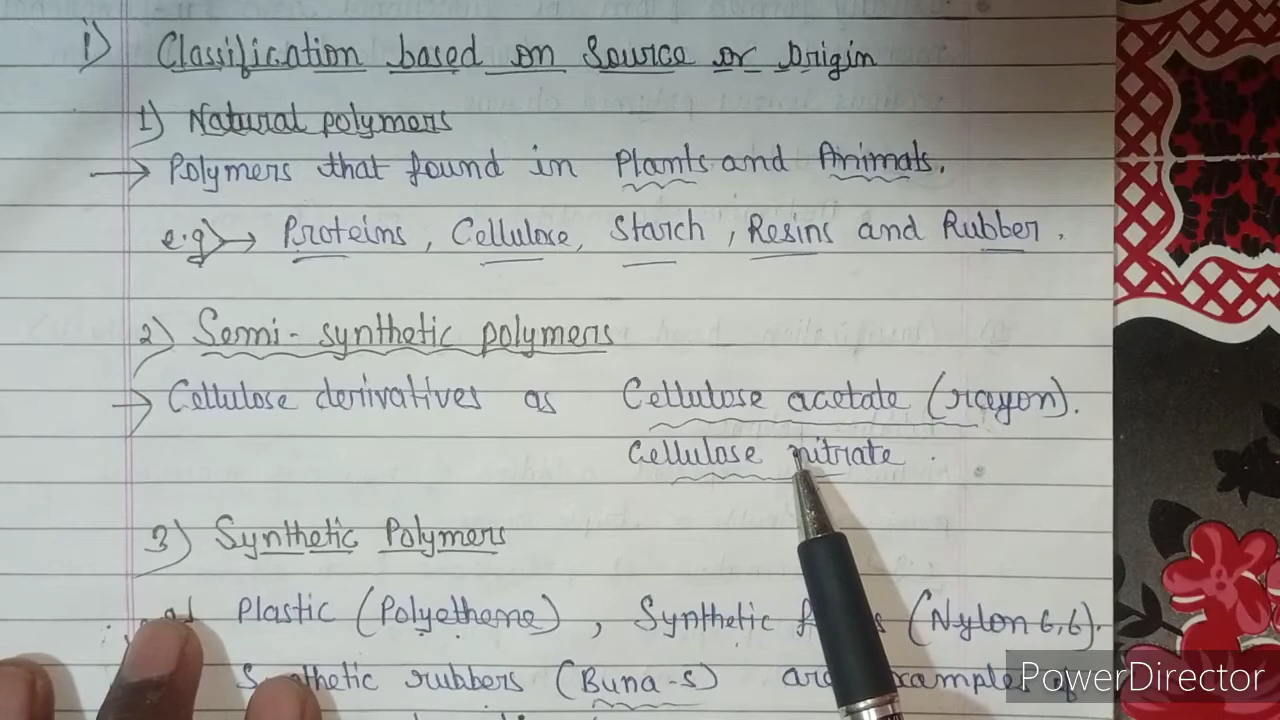 i) Classification based on Source or Origin
1) Natural polymers
→ Polymers that found in Plants and Animals.
e.g → Proteins, Cellulose, Starch, Resins and Rubber.
2) Semi-synthetic polymers
→ Cellulose derivatives as Cellulose acetate (rayon).
Cellulose nitrate.
3) Synthetic Polymers
Plastic (Polyethene), Synthetic (Nylon 6,6).
Synthetic rubbers (Buna-s) are examples of
PowerDirector